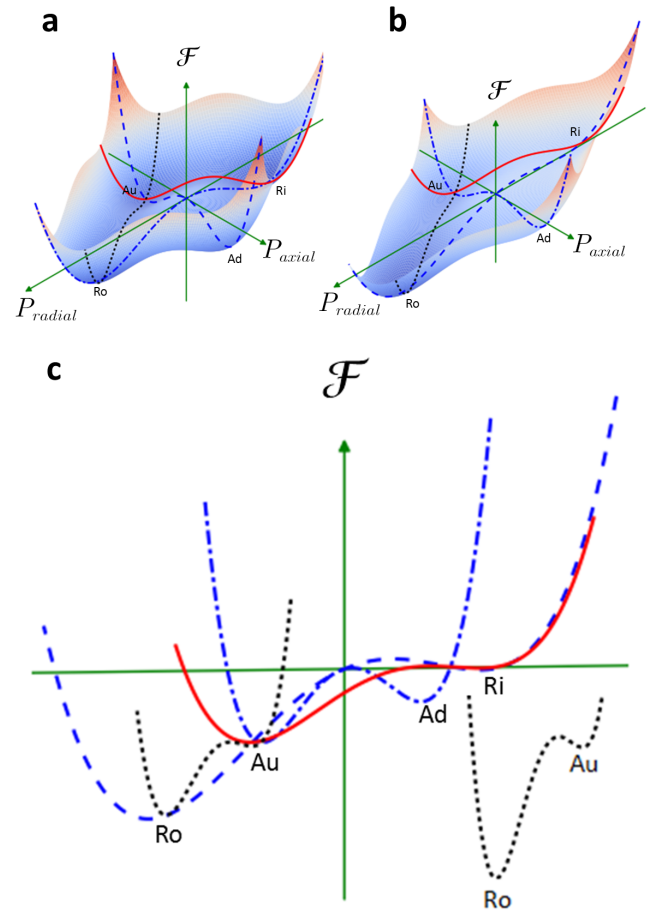 a
ℱ
Au
Ri
P_axial
Ad
Ro
P_radial
b
ℱ
Ri
Au
Ad
P_axial
P_radial
Ro
c
ℱ
Ri
Ad
Au
Au
Ro
Ro